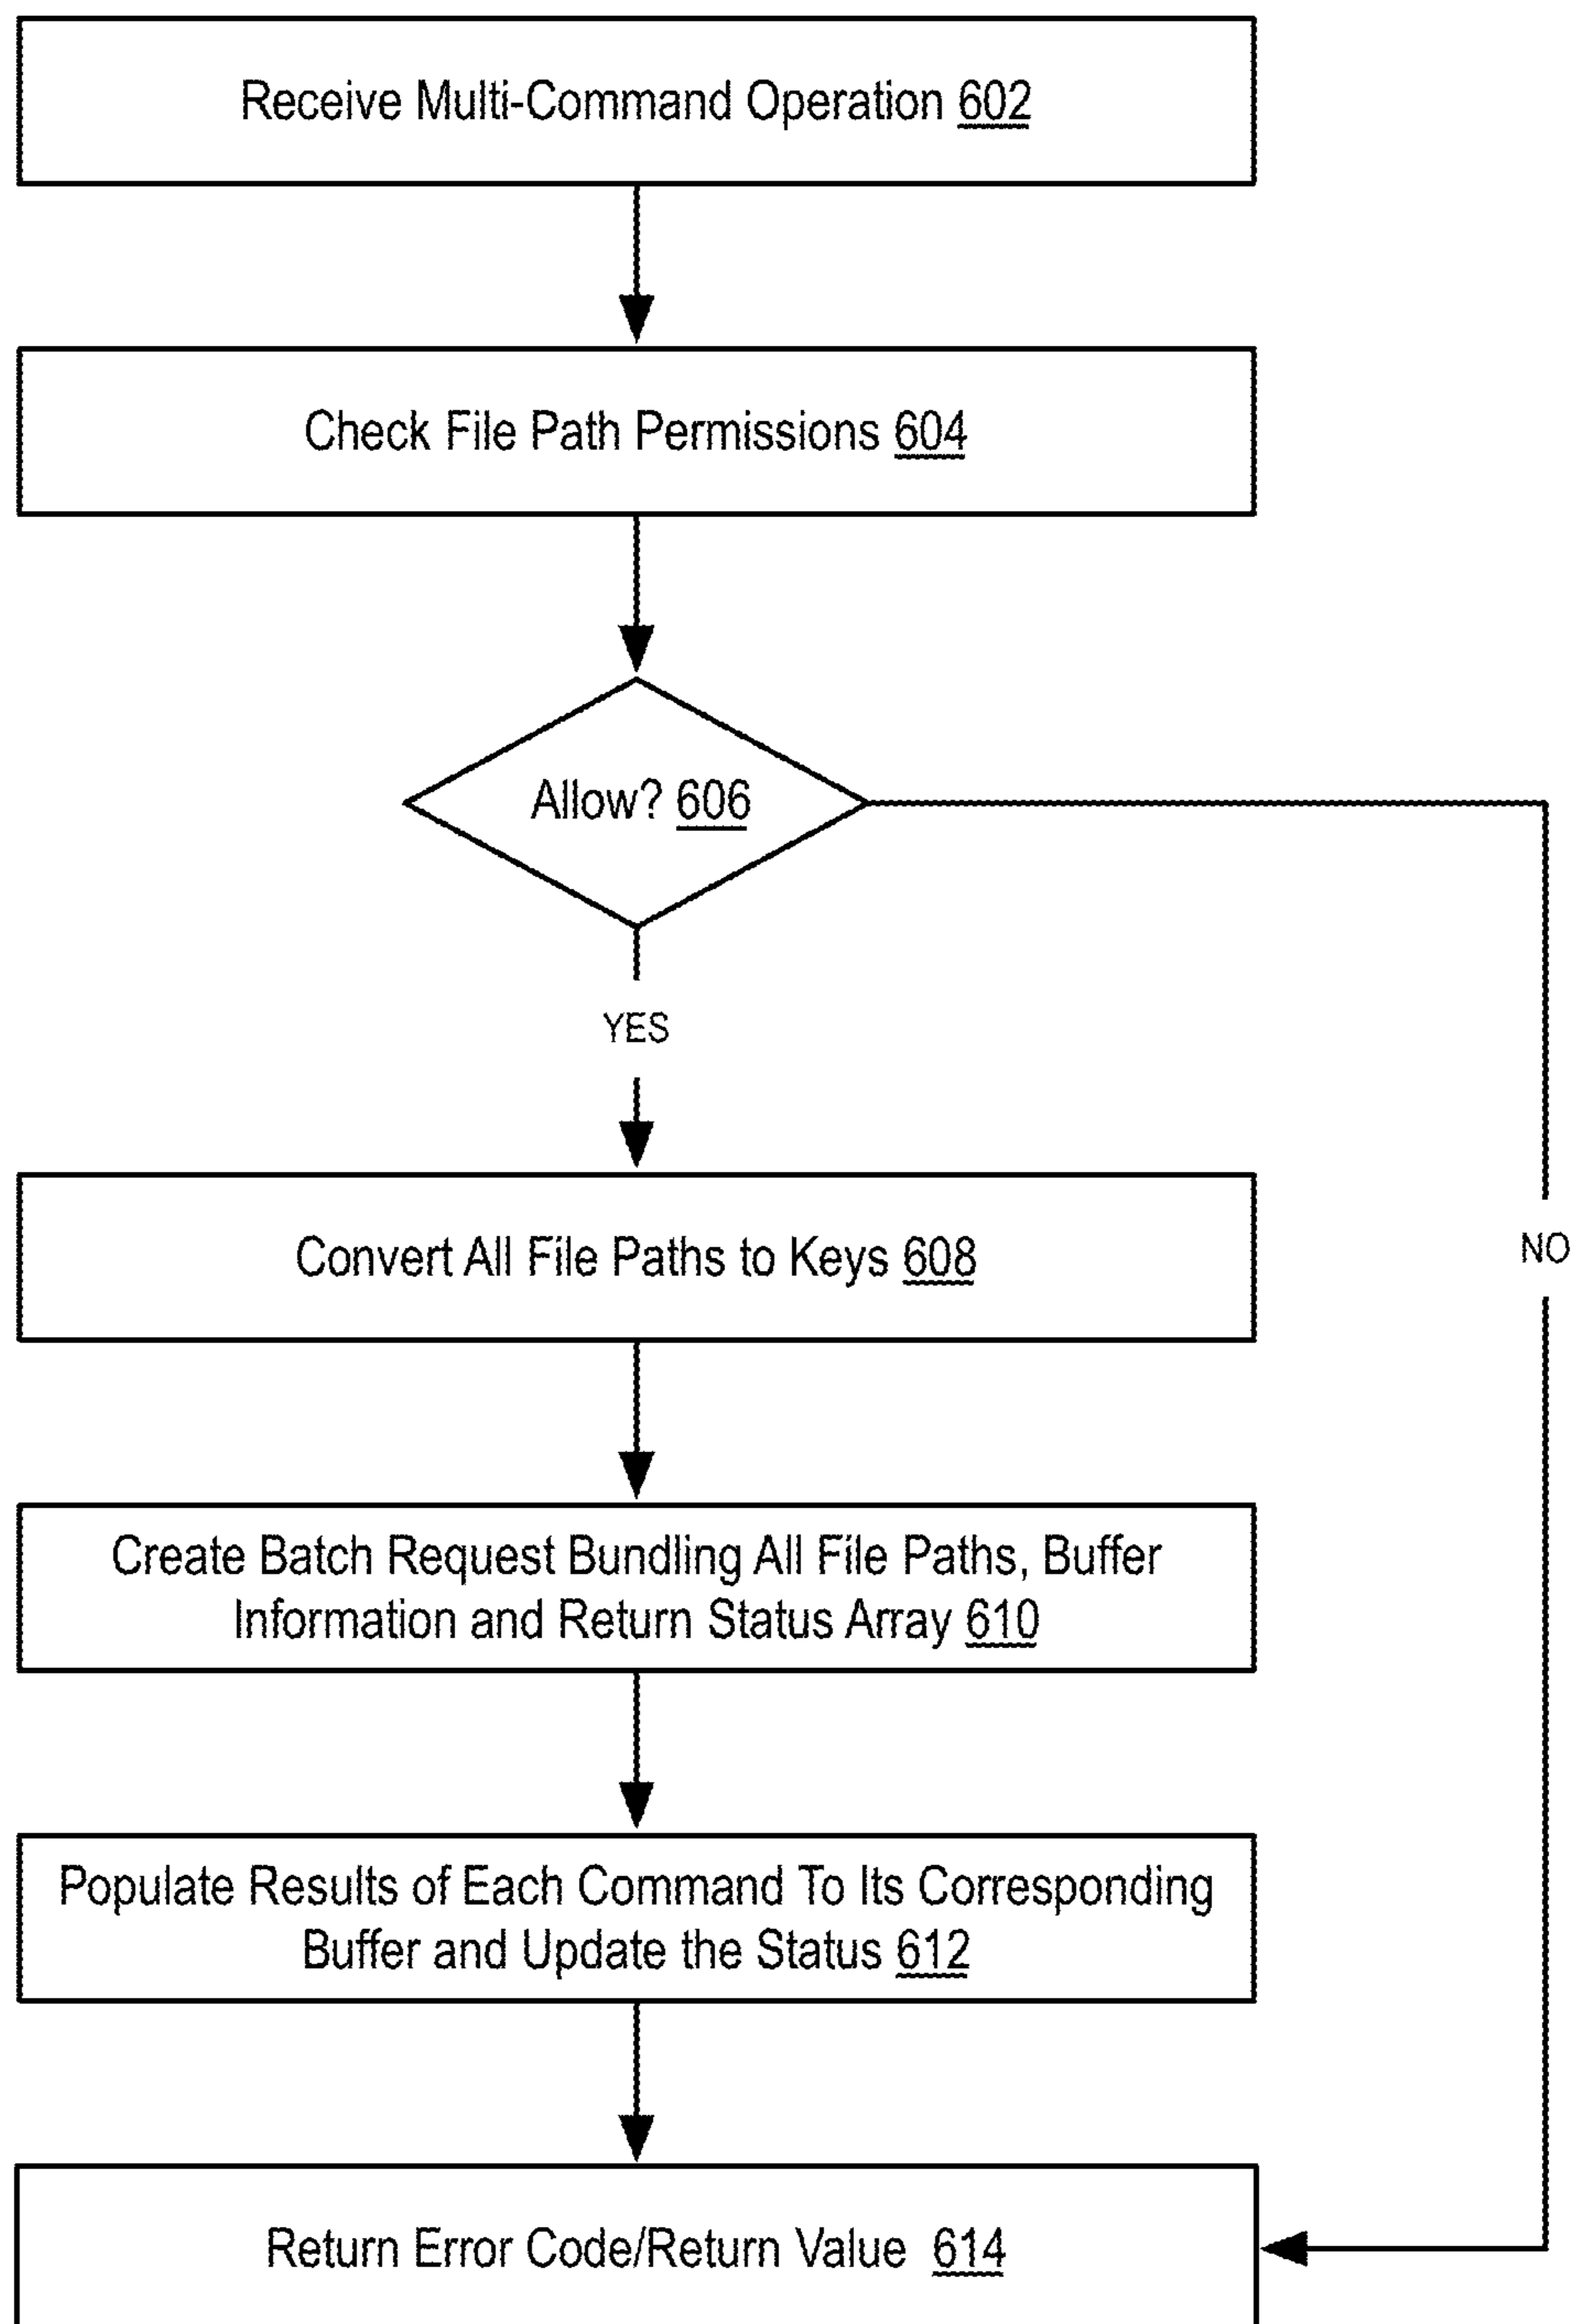 Receive Multi-Command Operation 602
Check File Path Permissions 604
Allow? 606
YES
Convert All File Paths to Keys 608
NO
Create Batch Request Bundling All File Paths, Buffer
Information and Return Status Array 610
Populate Results of Each Command To Its Corresponding
Buffer and Update the Status 612
Return Error Code/Return Value 614